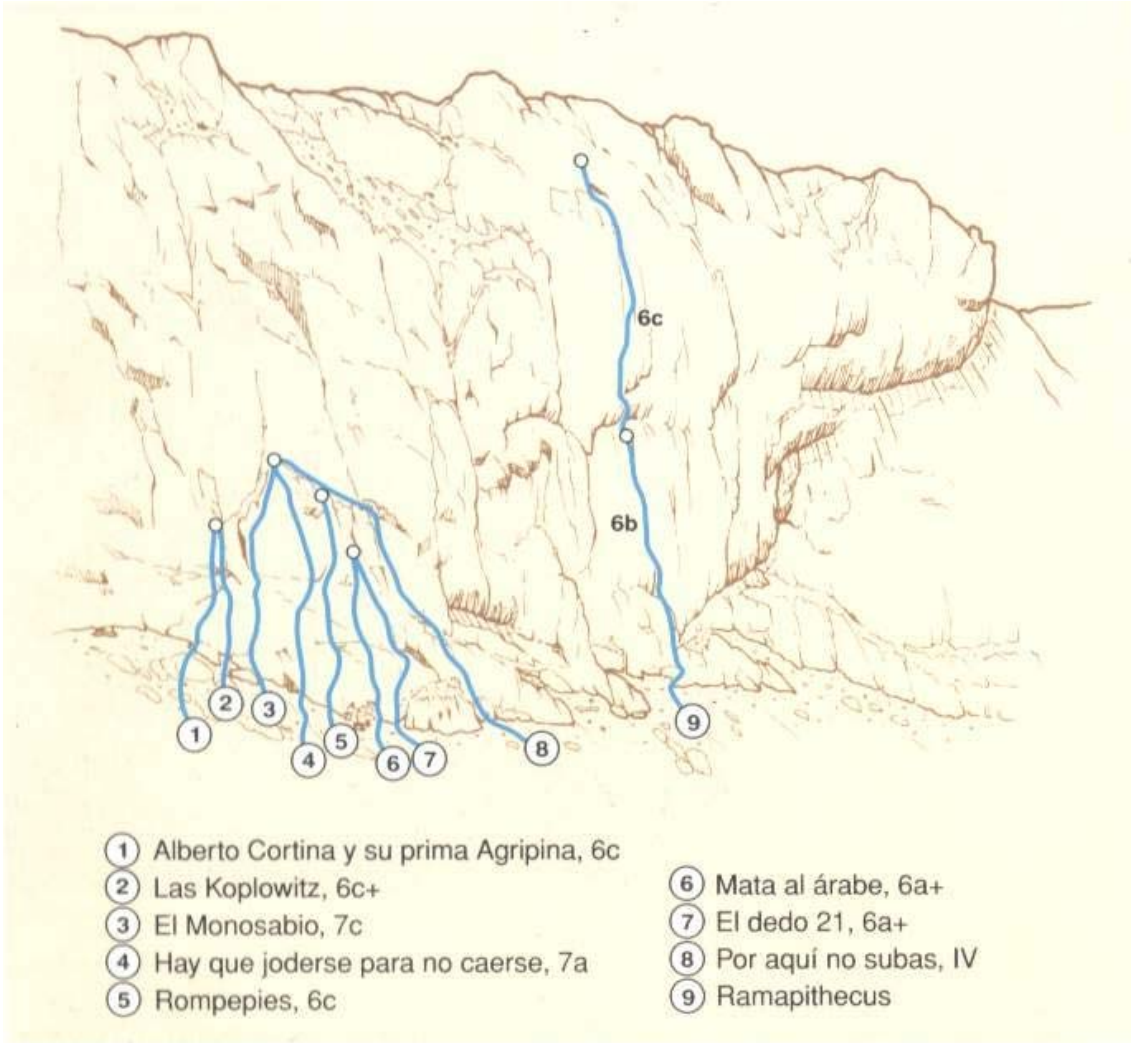 6c
6b
1
2
3
4
5
6
7
8
9
1 Alberto Cortina y su prima Agripina, 6c
2 Las Koplowitz, 6c+
3 El Monosabio, 7c
4 Hay que joderse para no caerse, 7a
5 Rompepies, 6c
6 Mata al árabe, 6a+
7 El dedo 21, 6a+
8 Por aquí no subas, IV
9 Ramapithecus